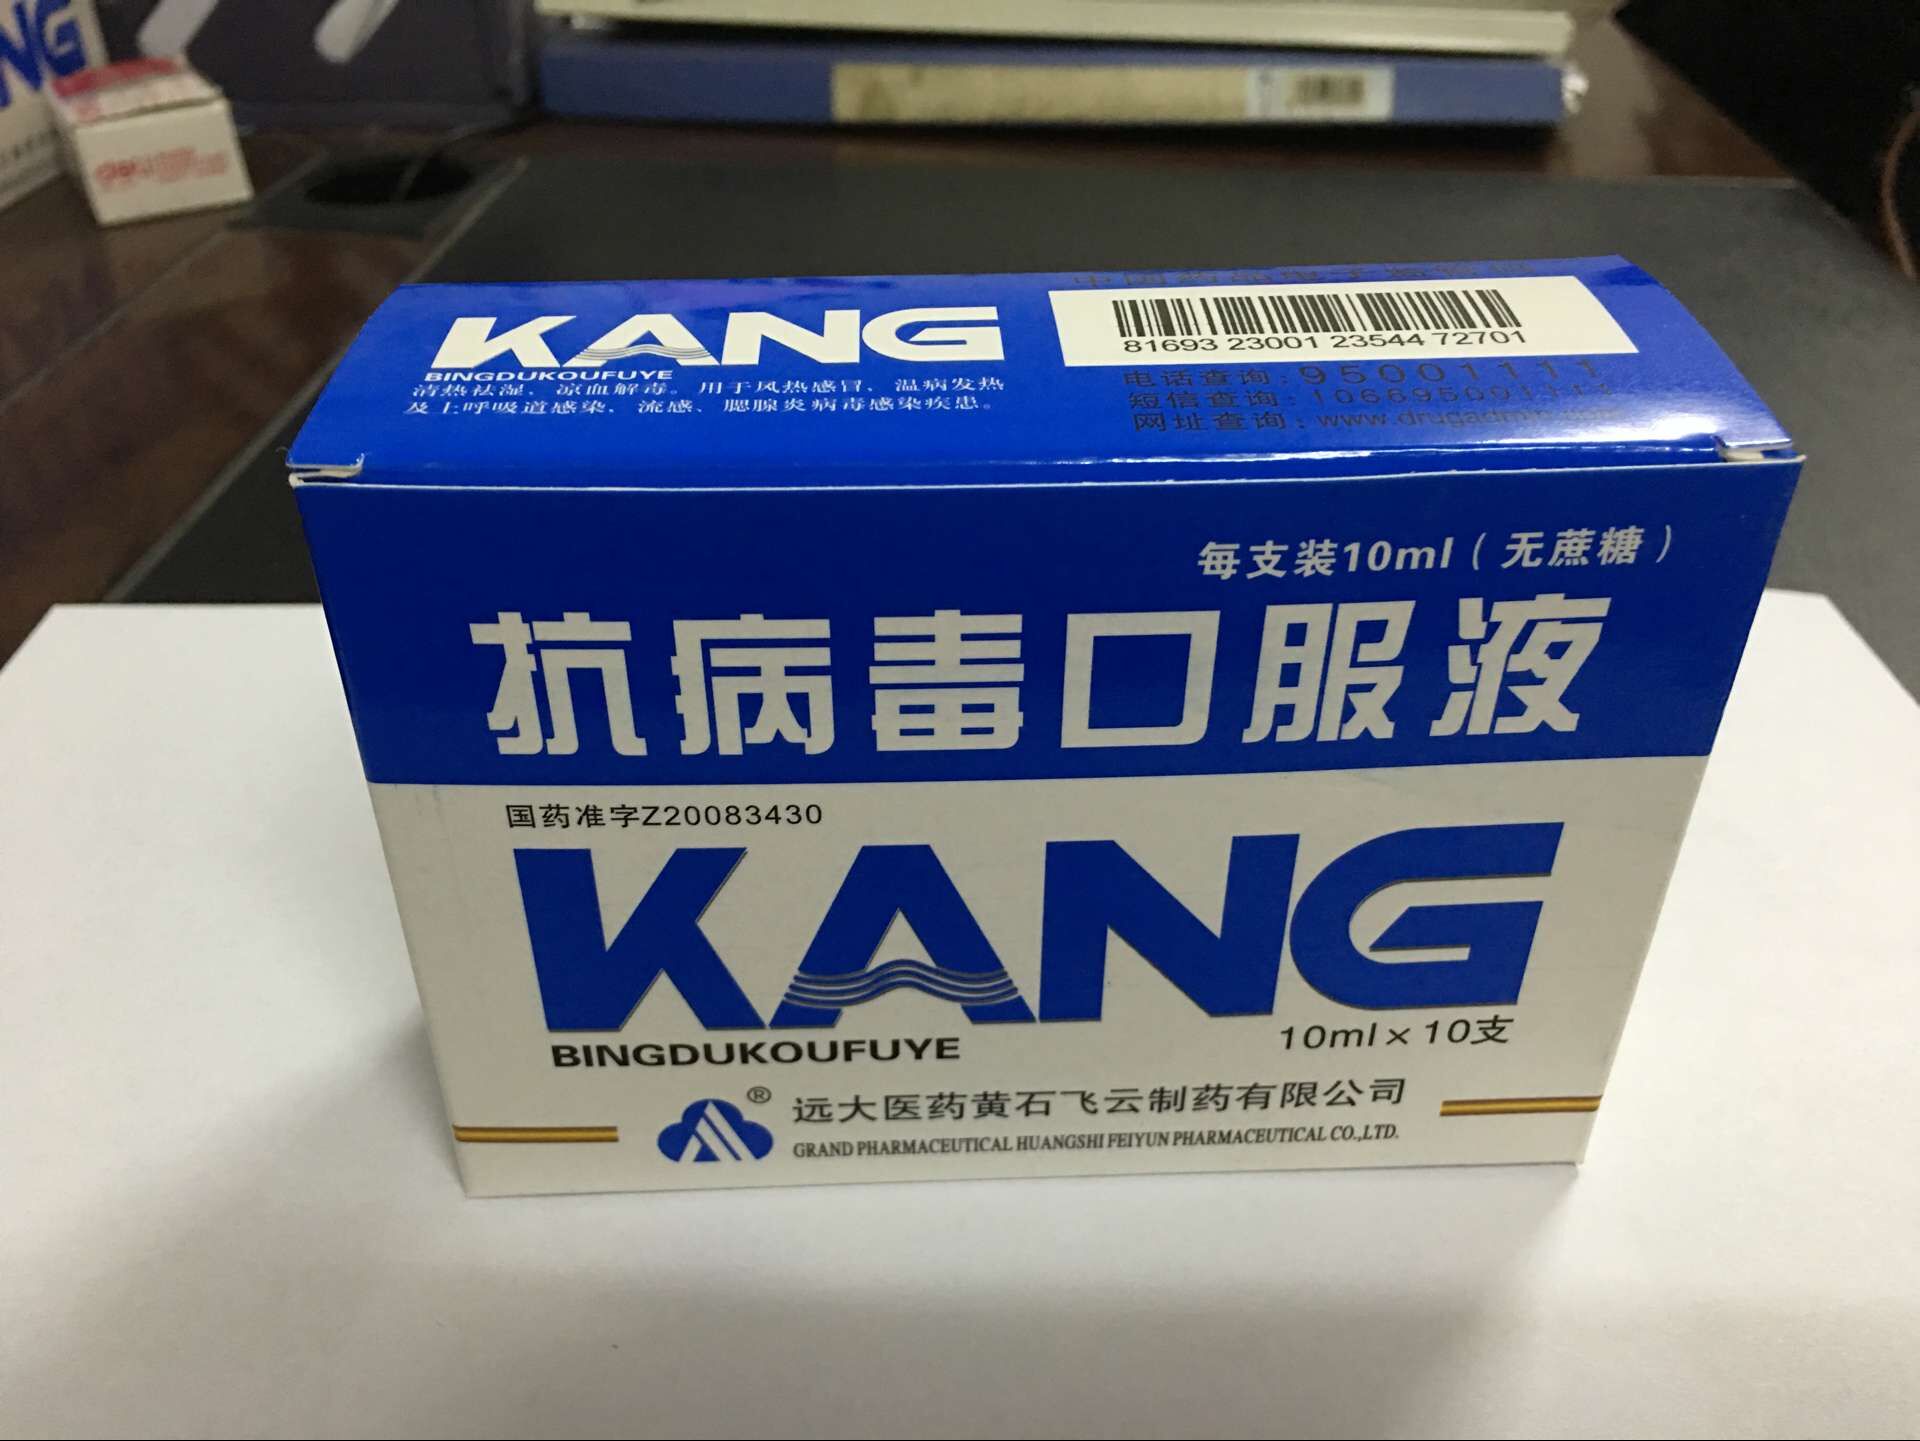 KANG
BINGDUKOUFUYE
清热祛湿，凉血解毒。用于风热感冒，温病发热
及上呼吸道感染，流感、腮腺炎病毒感染疾患。
81693 23001 23544 72701
电话查询：95001111
短信查询：106695001111
网址查询：www.drugadmin.com
每支装10ml（无蔗糖）
抗病毒口服液
国药准字Z20083430
KANG
BINGDUKOUFUYE
10ml×10支
®
远大医药黄石飞云制药有限公司
GRAND PHARMACEUTICAL HUANGSHI FEIYUN PHARMACEUTICAL CO.,LTD.